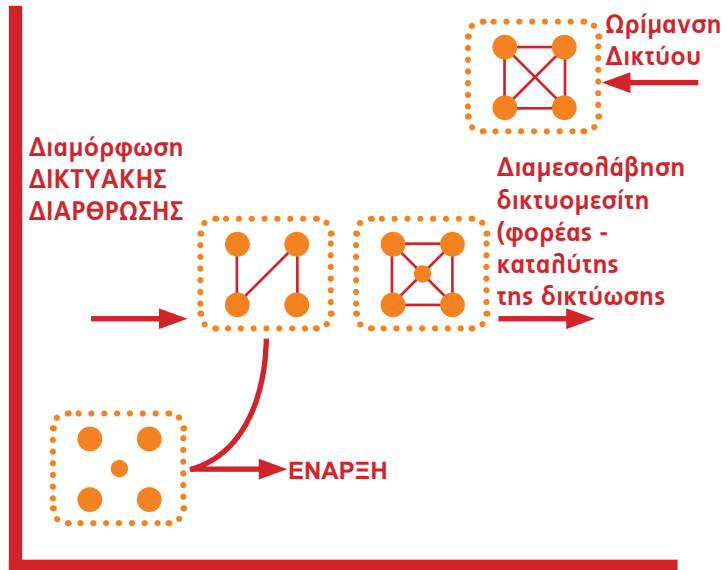 Ωρίμανση
Δικτύου
Διαμόρφωση
ΔΙΚΤΥΑΚΗΣ
ΔΙΑΡΘΡΩΣΗΣ
Διαμεσολάβηση
δικτυομεσίτη
(φορέας -
καταλύτης
της δικτύωσης
ΕΝΑΡΞΗ